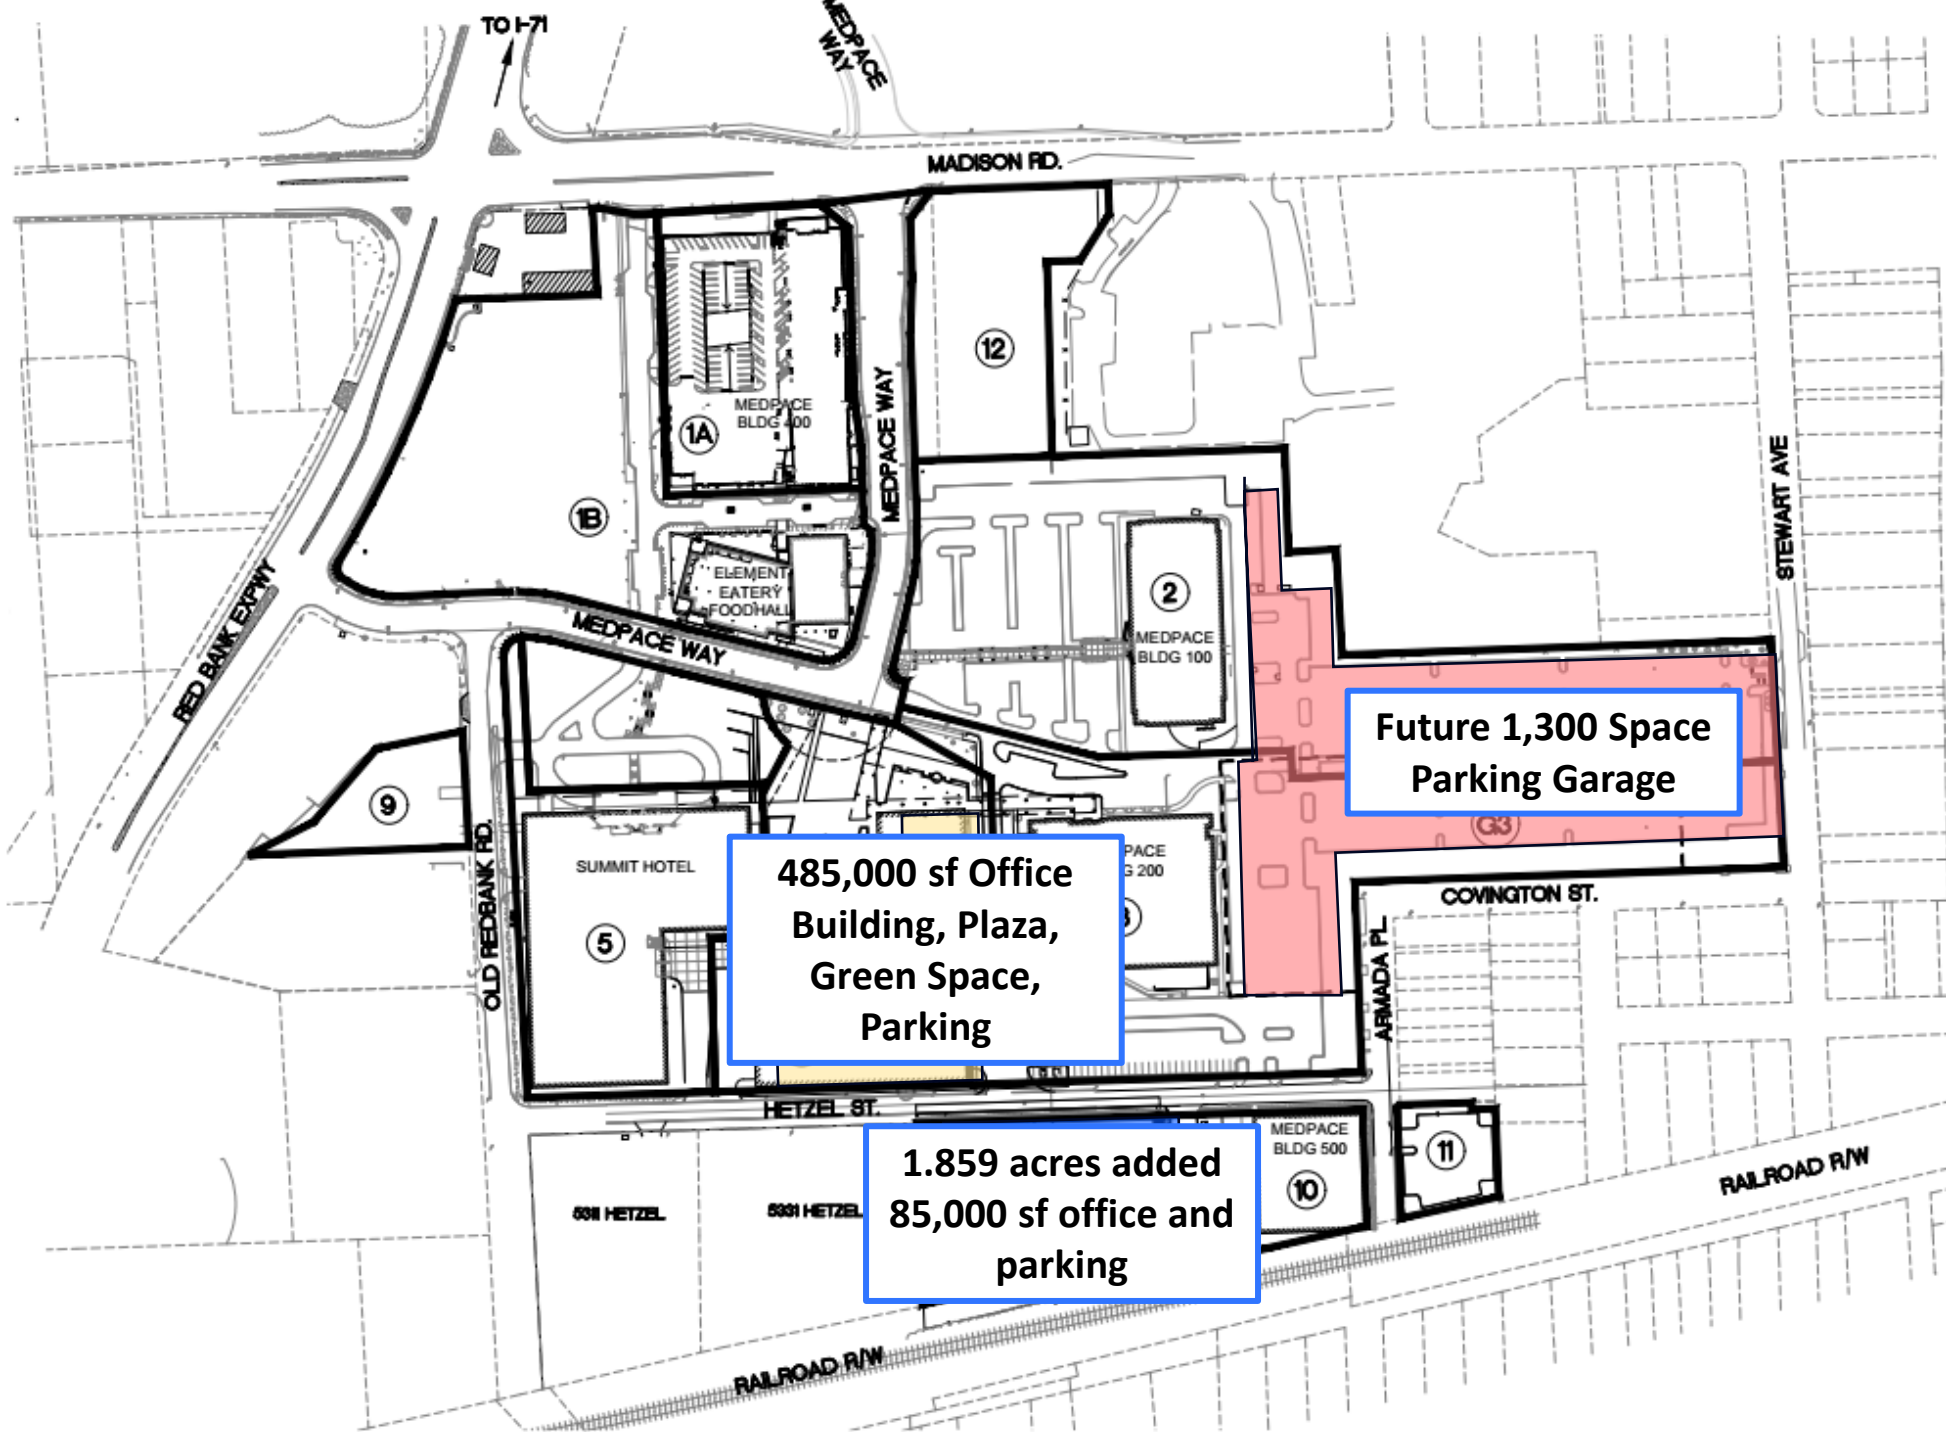 TO I-71
MEDPACE
WAY
MADISON RD.
12
MEDPACE
BLDG 400
1A
MEDPACE WAY
1B
STEWART AVE
ELEMENT
EATERY
FOODHALL
2
MEDPACE
BLDG 100
MEDPACE WAY
RED BANK EXPWY
Future 1,300 Space
Parking Garage
9
G3
OLD REDBANK RD.
SUMMIT HOTEL
5
485,000 sf Office
Building, Plaza,
Green Space,
Parking
PACE
G 200
COVINGTON ST.
ARMADA PL.
HETZEL ST.
MEDPACE
BLDG 500
10
11
1.859 acres added
85,000 sf office and
parking
5311 HETZEL
5331 HETZEL
RAILROAD R/W
RAILROAD R/W